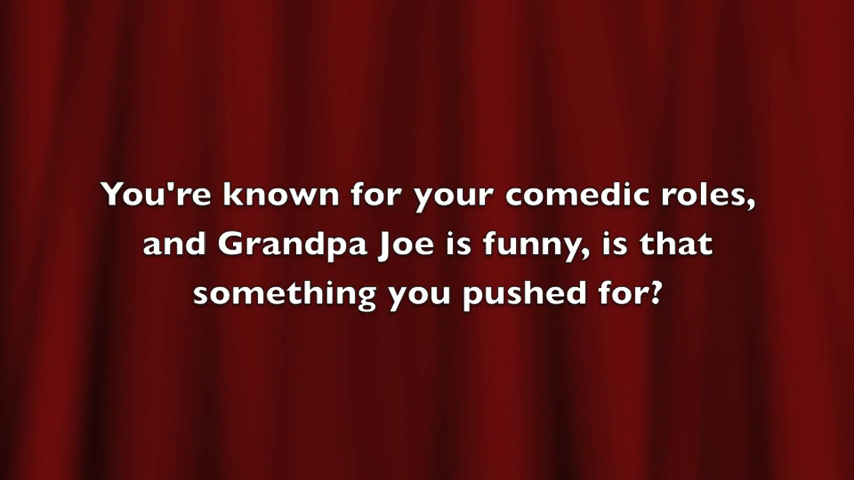 You're known for your comedic roles,
and Grandpa Joe is funny, is that
something you pushed for?